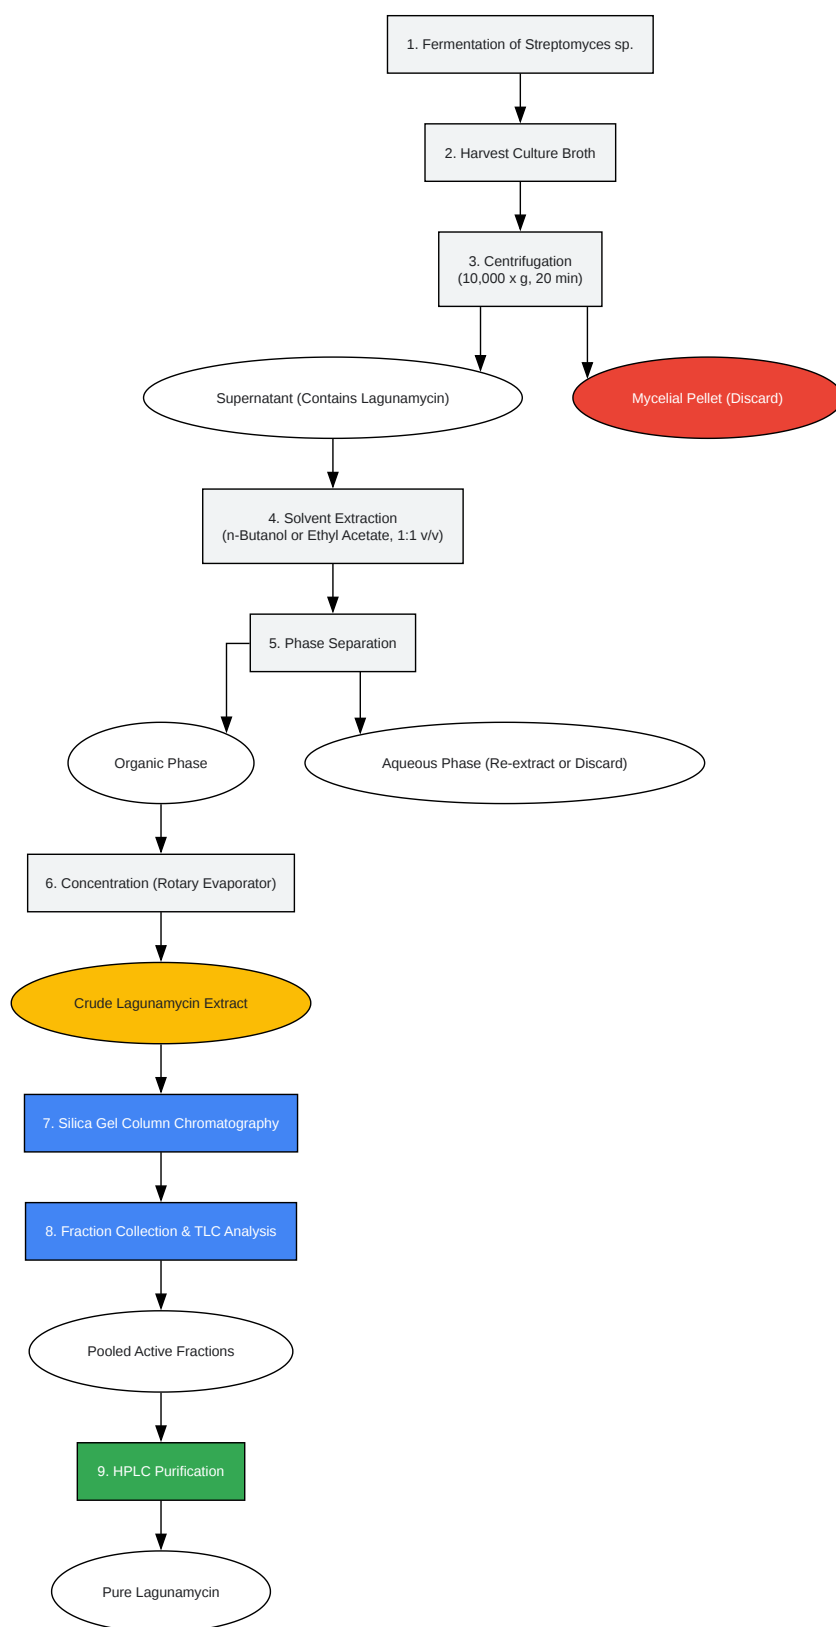 1. Fermentation of Streptomyces sp.
2. Harvest Culture Broth
3. Centrifugation
(10,000 x g, 20 min)
Supernatant (Contains Lagunamycin)
Mycelial Pellet (Discard)
4. Solvent Extraction
(n-Butanol or Ethyl Acetate, 1:1 v/v)
5. Phase Separation
Organic Phase
Aqueous Phase (Re-extract or Discard)
6. Concentration (Rotary Evaporator)
Crude Lagunamycin Extract
7. Silica Gel Column Chromatography
8. Fraction Collection & TLC Analysis
Pooled Active Fractions
9. HPLC Purification
Pure Lagunamycin